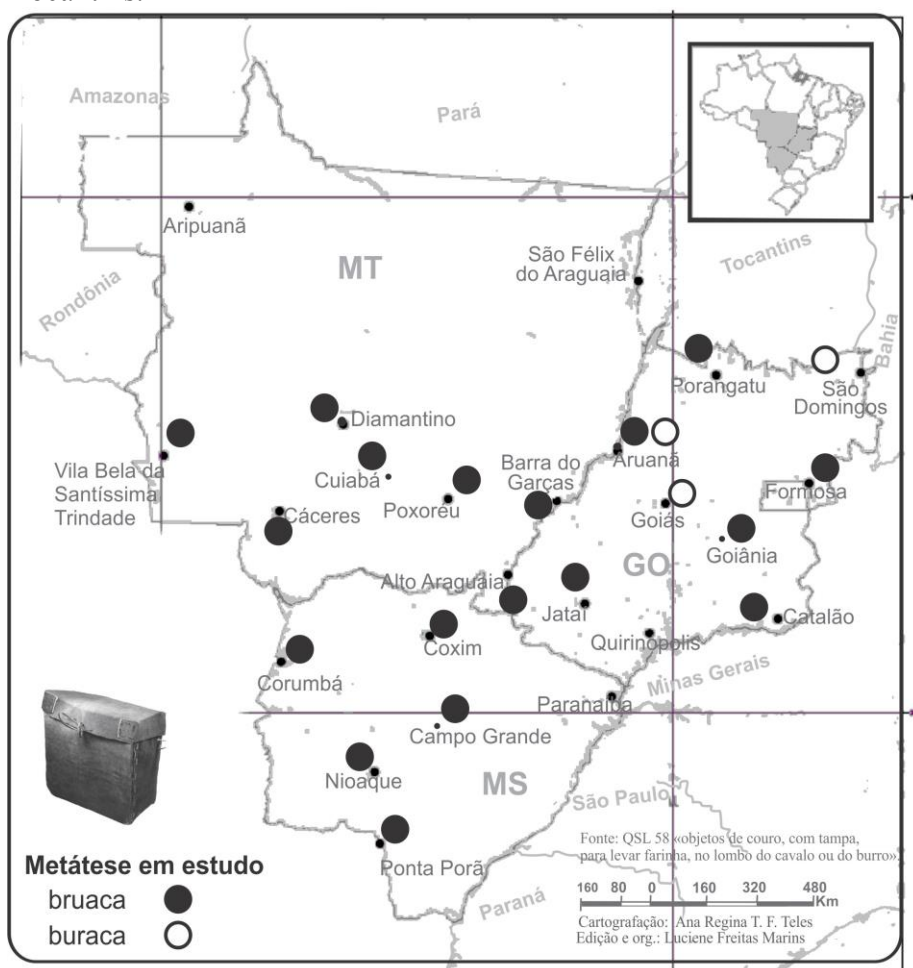 Amazonas
Pará
Aripuanã
MT
São Félix
do Araguaia
Tocantins
Rondônia
Bahia
Porangatu
São
Domingos
Diamantino
Aruanã
Vila Bela da
Santíssima
Trindade
Cuiabá
Barra do
Garças
Formosa
Poxoréu
Goiás
Cáceres
Goiânia
Alto Araguaia
GO
Jataí
Catalão
Coxim
Quirinópolis
Corumbá
Minas Gerais
Paranaíba
Campo Grande
Nioaque
MS
São Paulo
Ponta Porã
Paraná
Fonte: QSL 58 «objetos de couro, com tampa,
para levar farinha, no lombo do cavalo ou do burro»
160 80 0 160 320 480
Km
Cartografação: Ana Regina T. F. Teles
Edição e org.: Luciene Freitas Marins
Metátese em estudo
bruaca
buraca